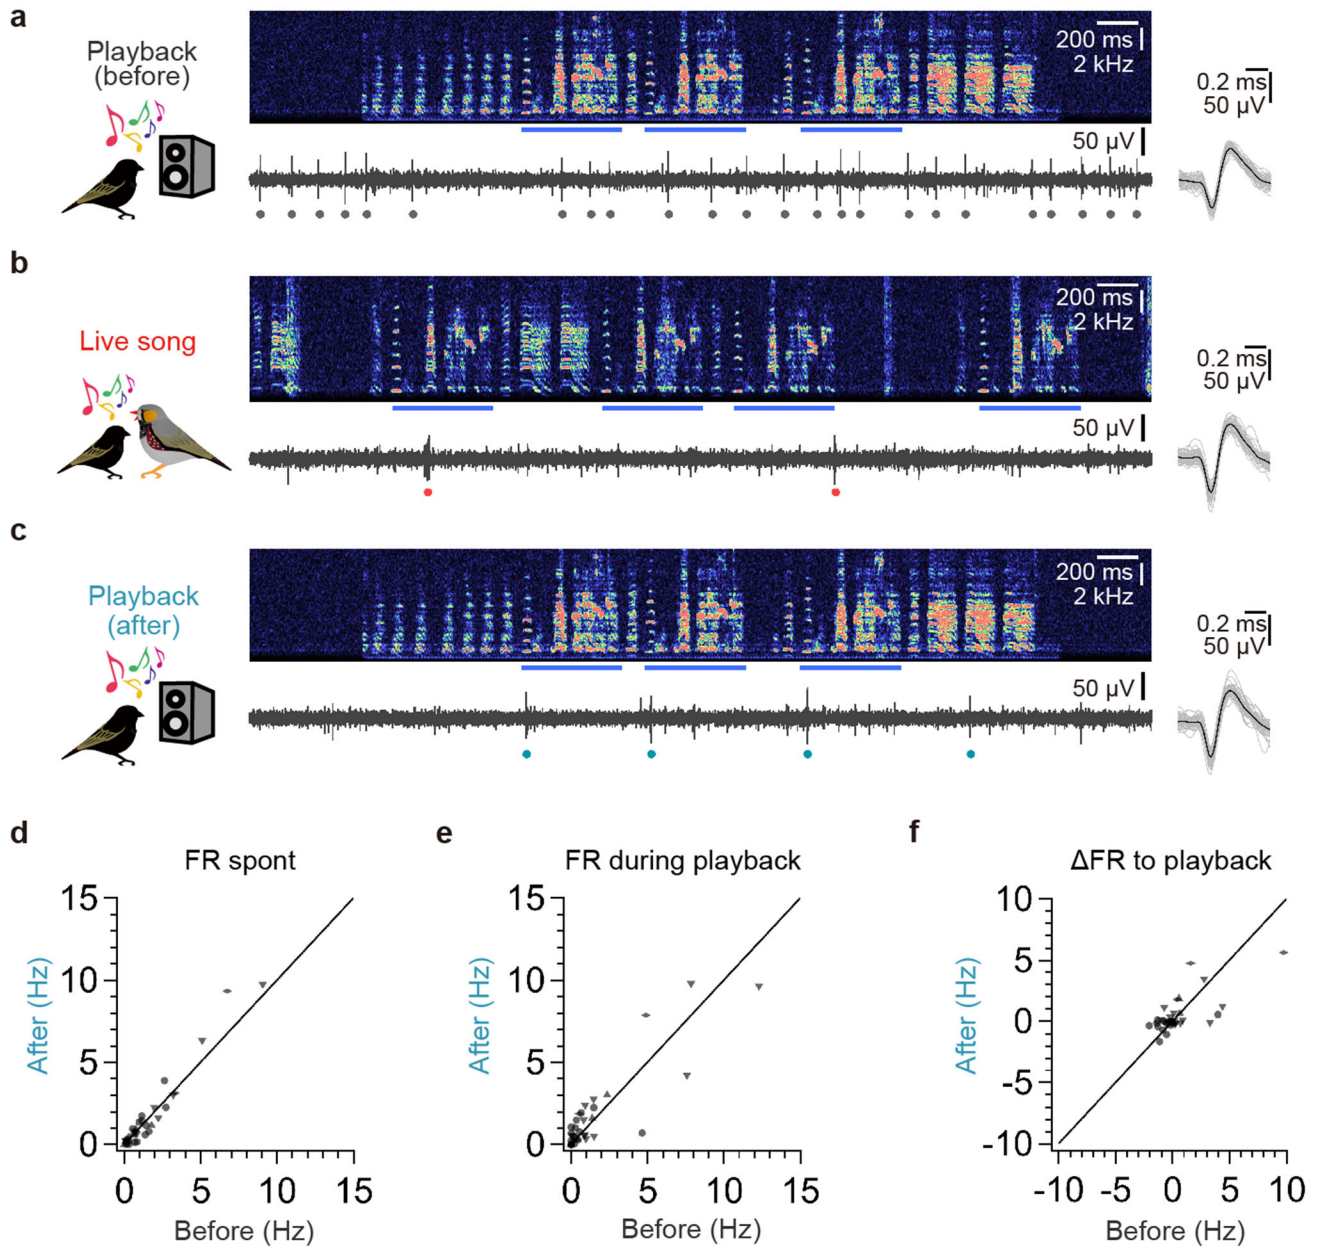 a
Playback
(before)
200 ms
2 kHz
50 µV
0.2 ms
50 µV
b
Live song
200 ms
2 kHz
50 µV
0.2 ms
50 µV
c
Playback
(after)
200 ms
2 kHz
50 µV
0.2 ms
50 µV
d
FR spont
15
10
5
0
After (Hz)
0 5 10 15
Before (Hz)
e
FR during playback
15
10
5
0
After (Hz)
0 5 10 15
Before (Hz)
f
ΔFR to playback
10
5
0
-5
-10
After (Hz)
-10 -5 0 5 10
Before (Hz)